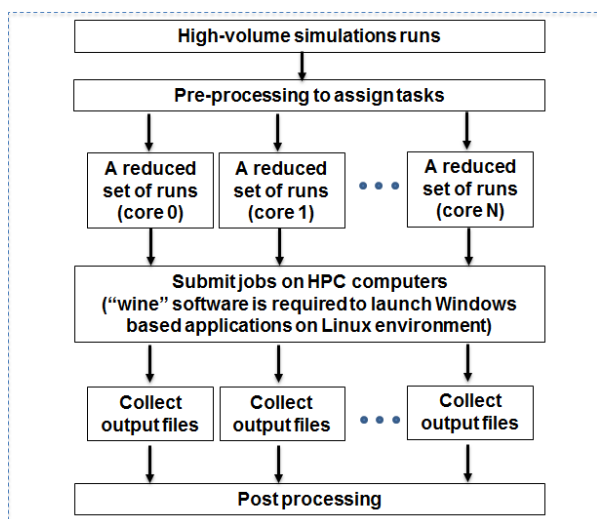 High-volume simulations runs
Pre-processing to assign tasks
A reduced
set of runs
(core 0)
A reduced
set of runs
(core 1)
A reduced
set of runs
(core N)
Submit jobs on HPC computers
(“wine” software is required to launch Windows
based applications on Linux environment)
Collect
output files
Collect
output files
Collect
output files
Post processing